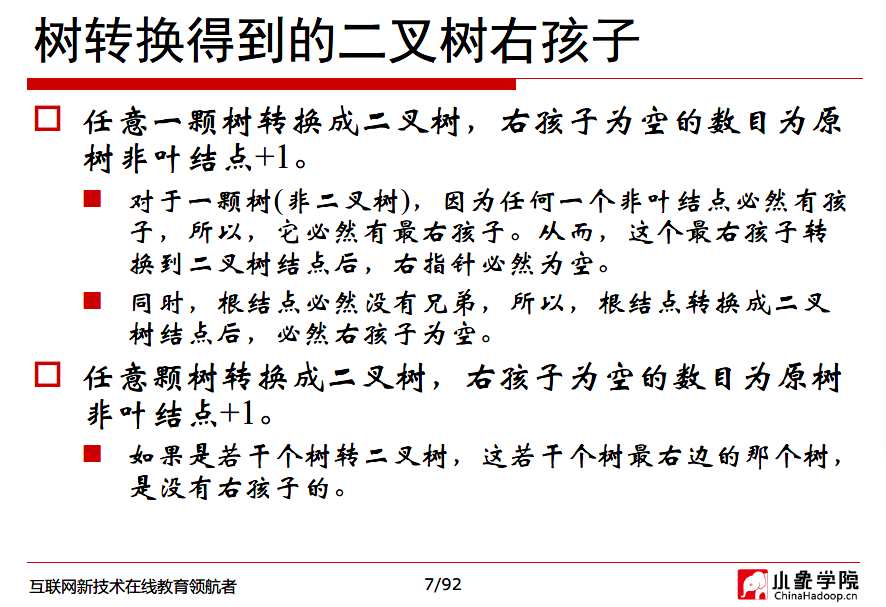 树转换得到的二叉树右孩子
任意一颗树转换成二叉树，右孩子为空的数目为原
树非叶结点+1。
对于一颗树(非二叉树)，因为任何一个非叶结点必然有孩
子，所以，它必然有最右孩子。从而，这个最右孩子转
换到二叉树结点后，右指针必然为空。
同时，根结点必然没有兄弟，所以，根结点转换成二叉
树结点后，必然右孩子为空。
任意颗树转换成二叉树，右孩子为空的数目为原树
非叶结点+1。
如果是若干个树转二叉树，这若干个树最右边的那个树，
是没有右孩子的。
互联网新技术在线教育领航者
7/92
小象学院
ChinaHadoop.cn